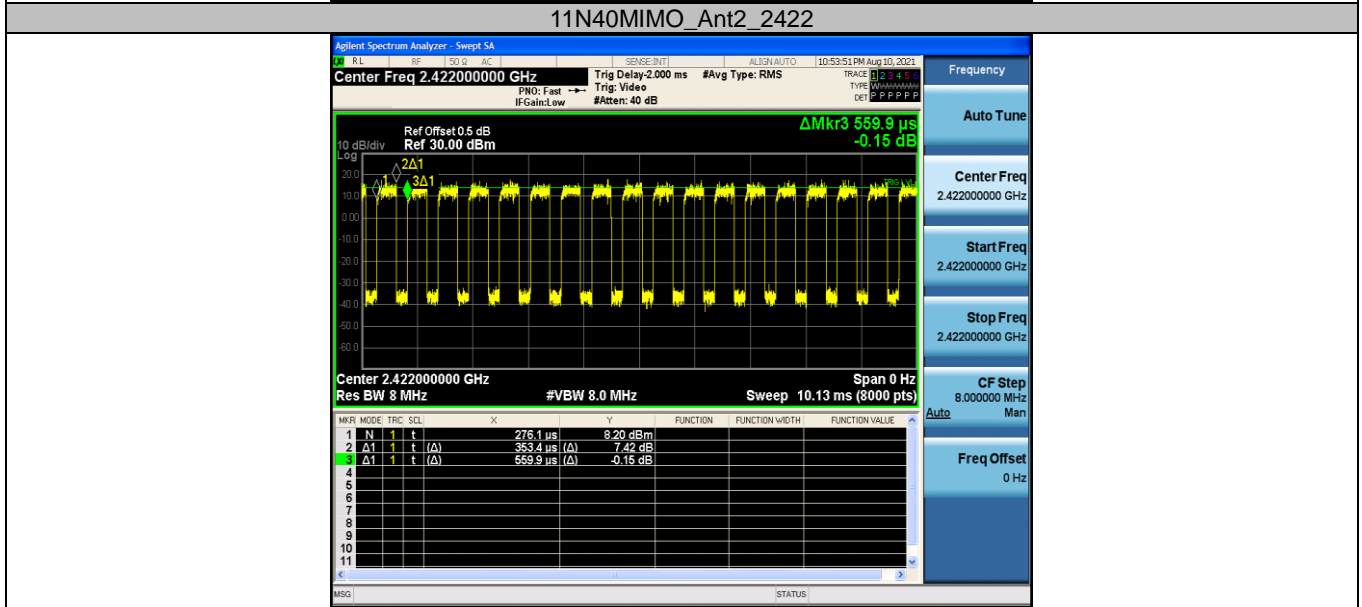 11N40MIMO_Ant2_2422
Agilent Spectrum Analyzer - Swept SA
RL RF 50 Ω AC SENSE:INT ALIGNAUTO 10:53:51 PM Aug 10, 2021
Center Freq 2.422000000 GHz Trig Delay-2.000 ms #Avg Type: RMS TRACE 1 2 3 4 5 6
PNO: Fast Trig: Video TYPE WWWWWW
IFGain:Low #Atten: 40 dB DET P P P P P P
Frequency
Auto Tune
Center Freq
2.422000000 GHz
Start Freq
2.422000000 GHz
Stop Freq
2.422000000 GHz
CF Step
8.000000 MHz
Auto Man
Freq Offset
0 Hz
ΔMkr3 559.9 µs
Ref Offset 0.5 dB
10 dB/div Ref 30.00 dBm -0.15 dB
Log
2Δ1
1 3Δ1
20.0
10.0
0.00
-10.0
-20.0
-30.0
-40.0
-50.0
-60.0
Center 2.422000000 GHz Span 0 Hz
Res BW 8 MHz #VBW 8.0 MHz Sweep 10.13 ms (8000 pts)
MKR MODE TRC SCL X Y FUNCTION FUNCTION WIDTH FUNCTION VALUE
1 N 1 t 276.1 µs 8.20 dBm
2 Δ1 1 t (Δ) 353.4 µs (Δ) 7.42 dB
3 Δ1 1 t (Δ) 559.9 µs (Δ) -0.15 dB
4
5
6
7
8
9
10
11
MSG STATUS